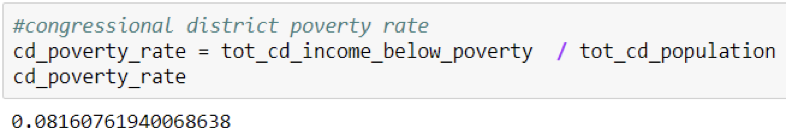 #congressional district poverty rate
cd_poverty_rate = tot_cd_income_below_poverty  / tot_cd_population
cd_poverty_rate
0.08160761940068638